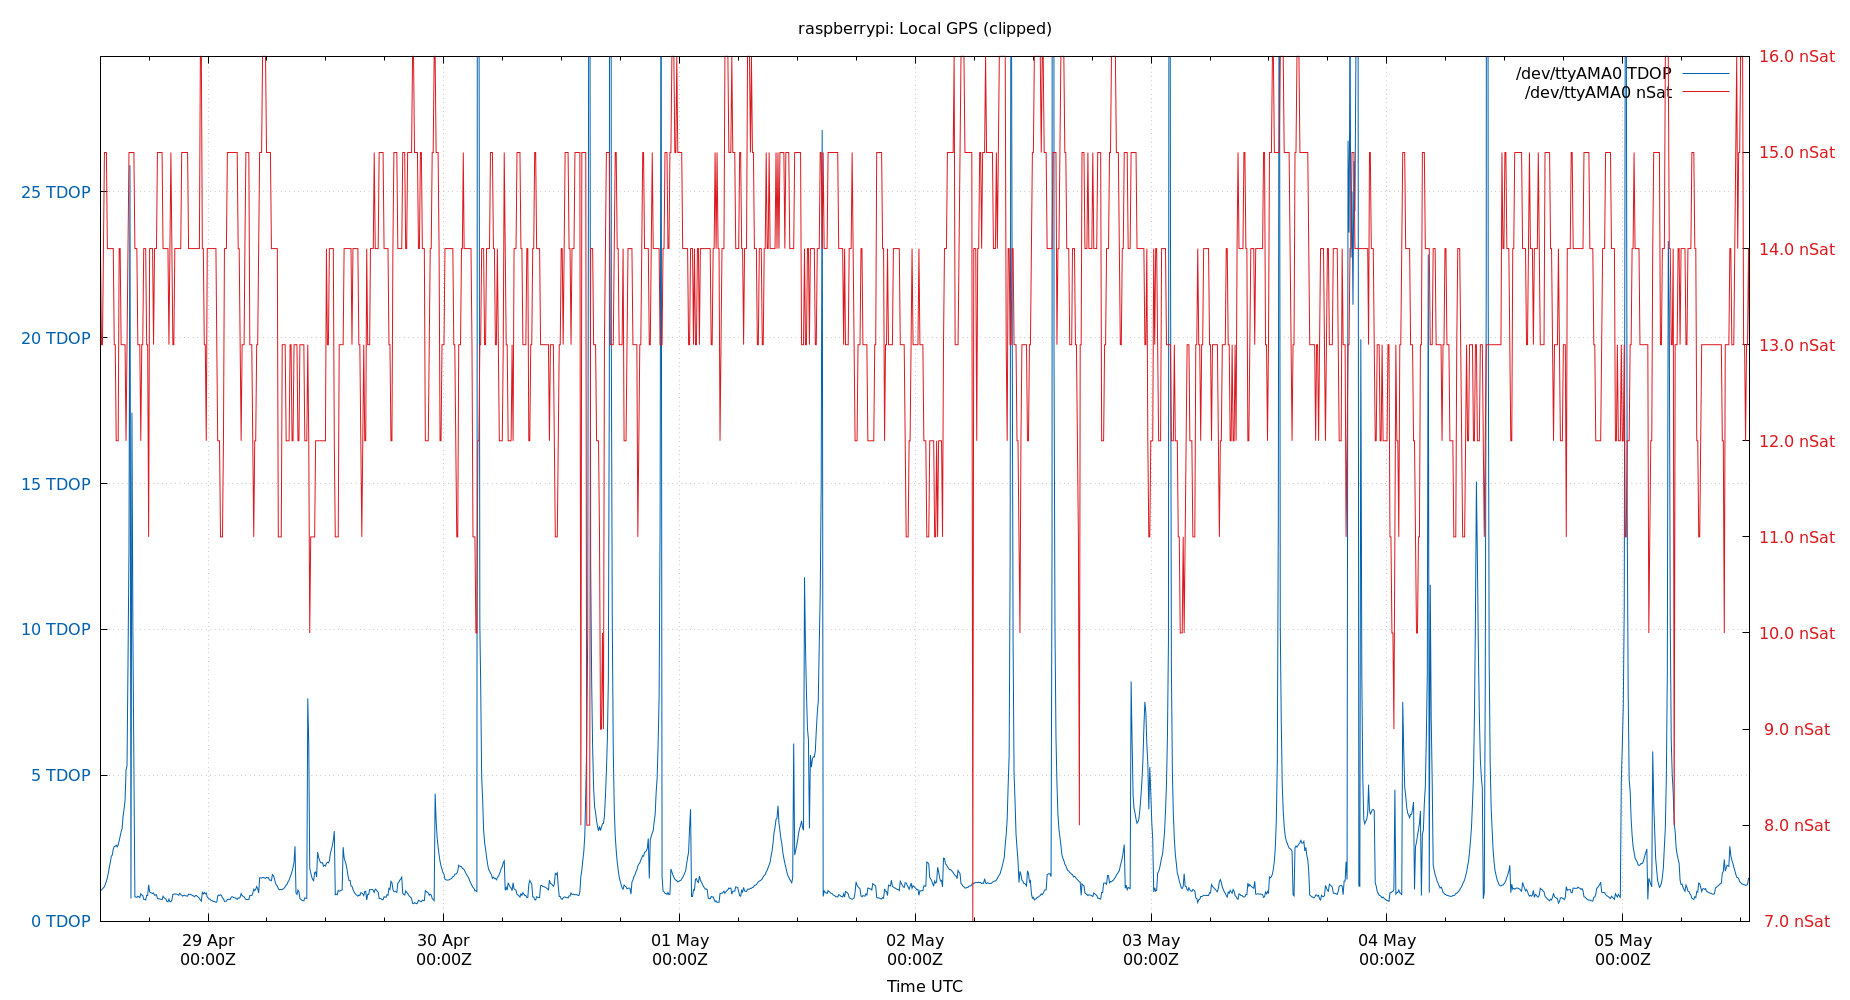 raspberrypi: Local GPS (clipped)
/dev/ttyAMA0 TDOP
/dev/ttyAMA0 nSat
25 TDOP
20 TDOP
15 TDOP
10 TDOP
5 TDOP
0 TDOP
16.0 nSat
15.0 nSat
14.0 nSat
13.0 nSat
12.0 nSat
11.0 nSat
10.0 nSat
9.0 nSat
8.0 nSat
7.0 nSat
29 Apr 30 Apr 01 May 02 May 03 May 04 May 05 May
00:00Z 00:00Z 00:00Z 00:00Z 00:00Z 00:00Z 00:00Z
Time UTC